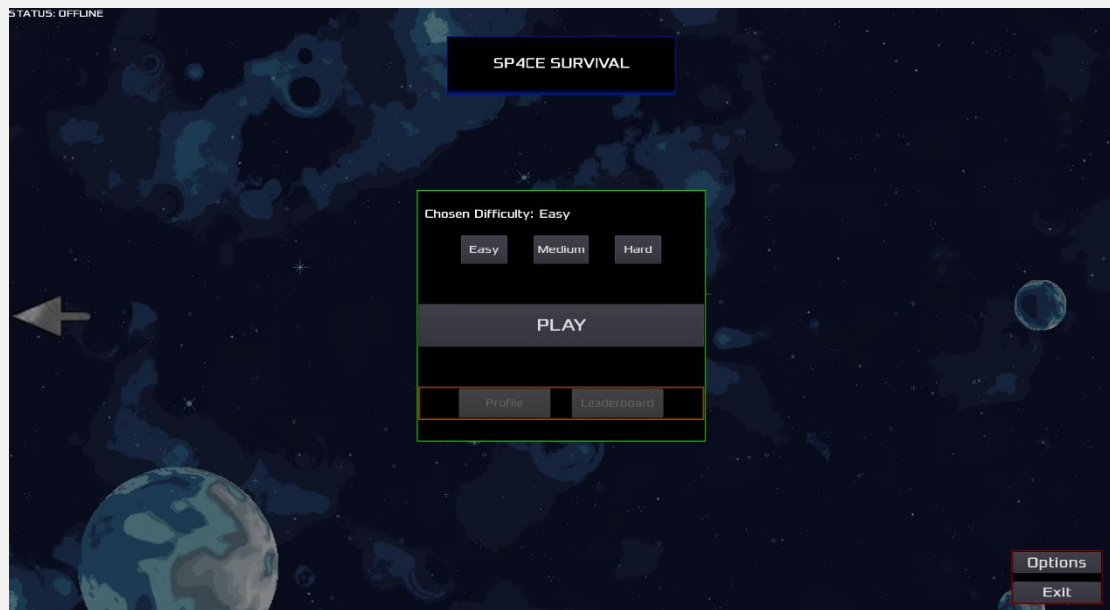 STATUS: OFFLINE
SP4CE SURVIVAL
Chosen Difficulty: Easy
Easy Medium Hard
PLAY
Profile Leaderboard
Options
Exit